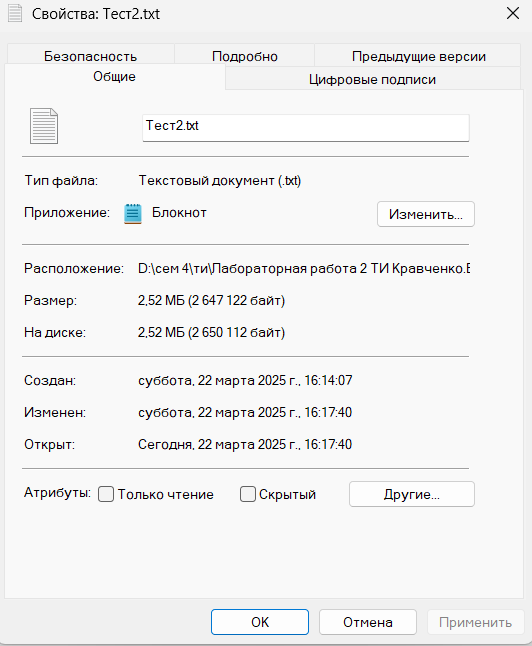 Свойства: Тест2.txt
Безопасность Подробно Предыдущие версии
Общие Цифровые подписи
Тест2.txt
Тип файла: Текстовый документ (.txt)
Приложение: Блокнот Изменить...
Расположение: D:\сем 4\ти\Лабораторная работа 2 ТИ Кравченко.Е
Размер: 2,52 МБ (2 647 122 байт)
На диске: 2,52 МБ (2 650 112 байт)
Создан: суббота, 22 марта 2025 г., 16:14:07
Изменен: суббота, 22 марта 2025 г., 16:17:40
Открыт: Сегодня, 22 марта 2025 г., 16:17:40
Атрибуты: Только чтение Скрытый Другие...
ОК Отмена Применить